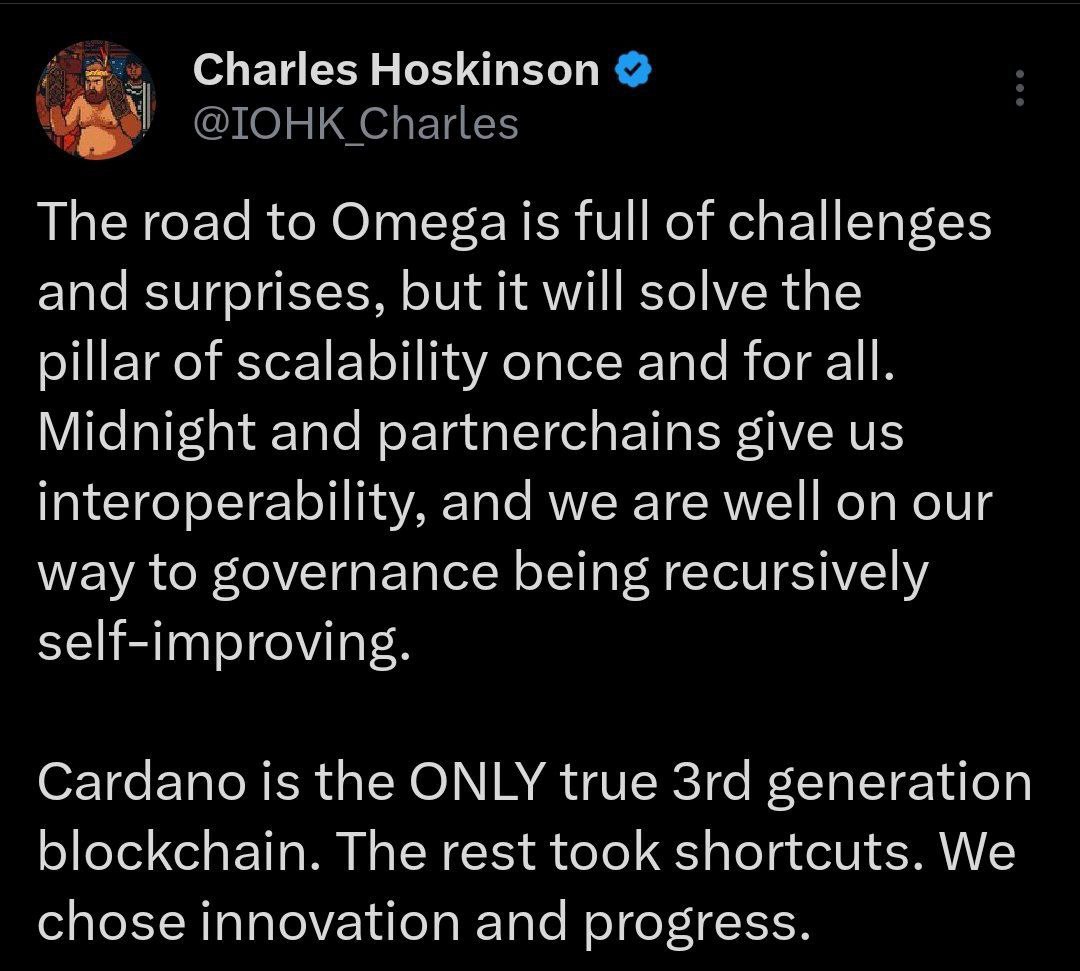 Charles Hoskinson
@IOHK_Charles
The road to Omega is full of challenges
and surprises, but it will solve the
pillar of scalability once and for all.
Midnight and partnerchains give us
interoperability, and we are well on our
way to governance being recursively
self-improving.
Cardano is the ONLY true 3rd generation
blockchain. The rest took shortcuts. We
chose innovation and progress.